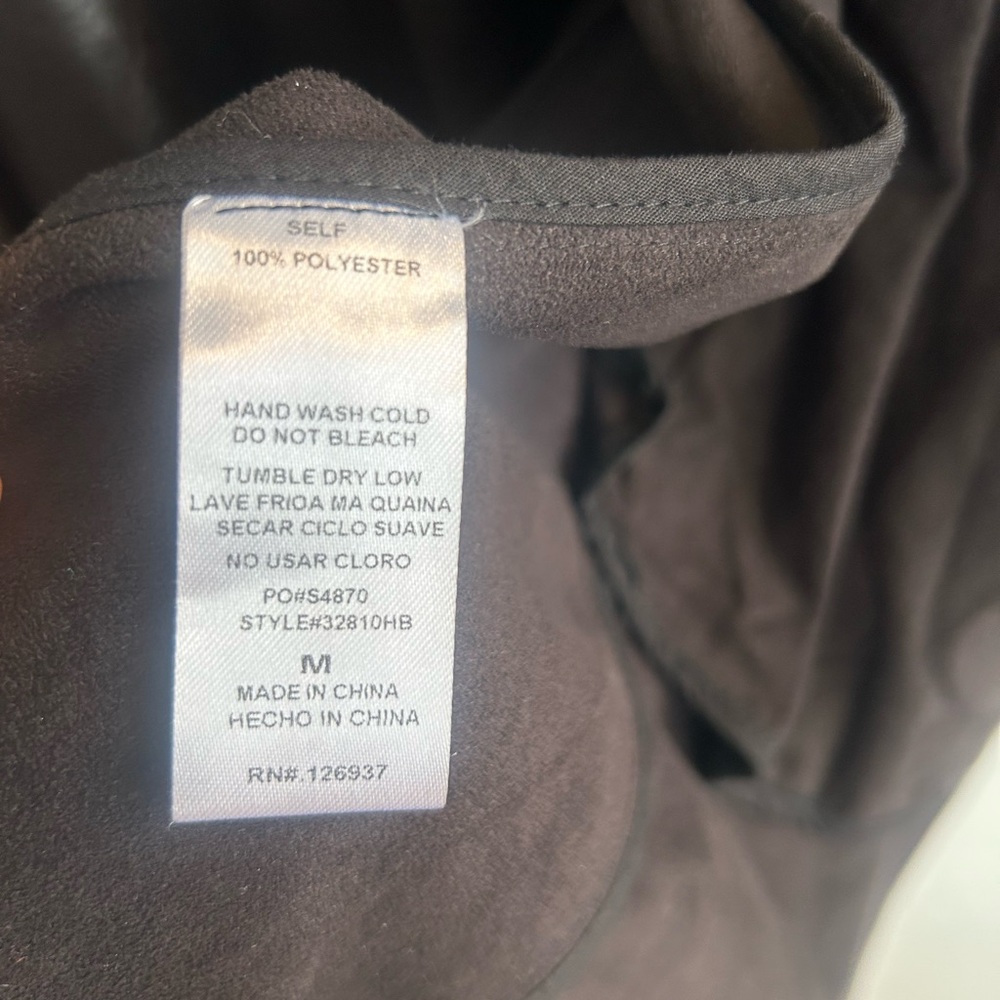 SELF
100% POLYESTER
HAND WASH COLD
DO NOT BLEACH
TUMBLE DRY LOW
LAVE FRIOA MA QUAINA
SECAR CICLO SUAVE
NO USAR CLORO
PO#S4870
STYLE#32810HB
M
MADE IN CHINA
HECHO IN CHINA
RN#.126937